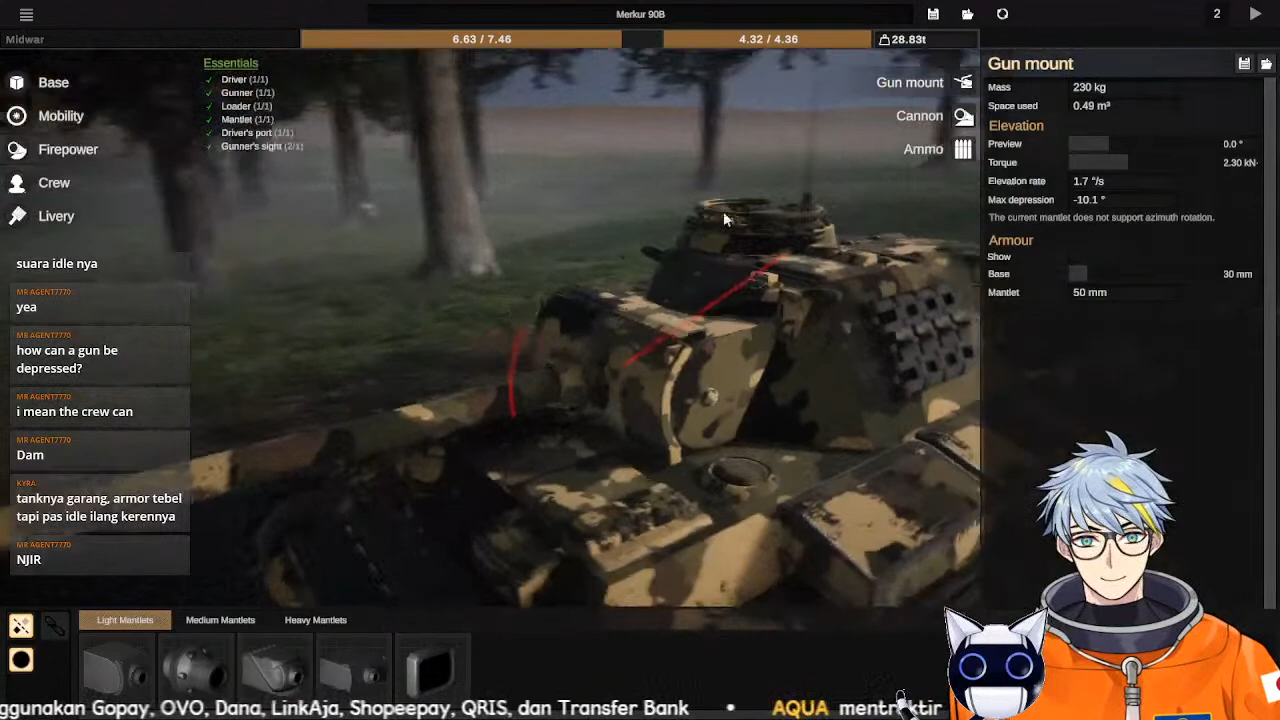 Merkur 90B
2
Midwar
6.63 / 7.46
4.32 / 4.36
28.83t
Essentials
Driver (1/1)
Gunner (1/1)
Loader (1/1)
Mantlet (1/1)
Driver's port (1/1)
Gunner's sight (2/1)
Base
Mobility
Firepower
Crew
Livery
Gun mount
Cannon
Ammo
Gun mount
Mass 230 kg
Space used 0.49 m³
Elevation
Preview 0.0 °
Torque 2.30 kN·
Elevation rate 1.7 °/s
Max depression -10.1 °
The current mantlet does not support azimuth rotation.
Armour
Show
Base 30 mm
Mantlet 50 mm
suara idle nya
MR AGENT7770
yea
MR AGENT7770
how can a gun be
depressed?
MR AGENT7770
i mean the crew can
MR AGENT7770
Dam
KYRA
tanknya garang, armor tebel
tapi pas idle ilang kerennya
MR AGENT7770
NJIR
Light Mantlets Medium Mantlets Heavy Mantlets
ggunakan Gopay, OVO, Dana, LinkAja, Shopeepay, QRIS, dan Transfer Bank • AQUA